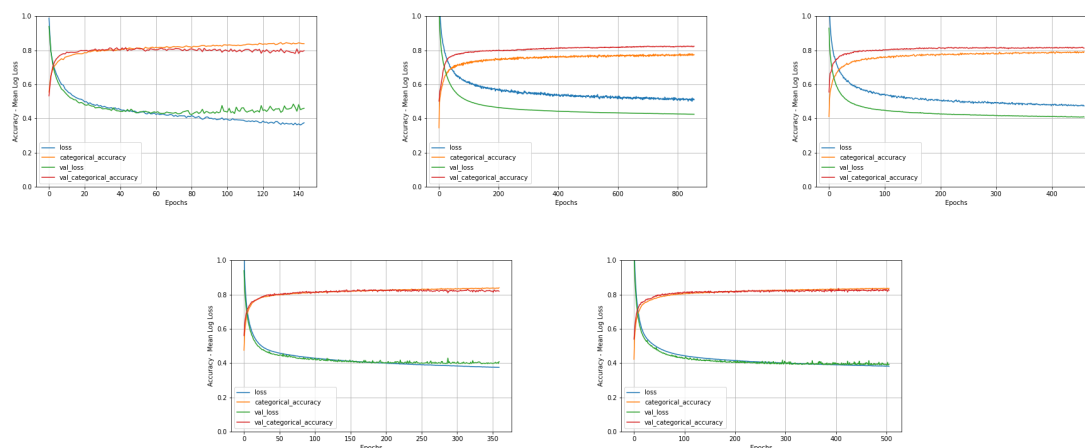 1.0
0.8
0.6
0.4
0.2
0.0
Accuracy - Mean Log Loss
loss
categorical_accuracy
val_loss
val_categorical_accuracy
0 20 40 60 80 100 120 140
Epochs
1.0
0.8
0.6
0.4
0.2
0.0
Accuracy - Mean Log Loss
loss
categorical_accuracy
val_loss
val_categorical_accuracy
0 200 400 600 800
Epochs
1.0
0.8
0.6
0.4
0.2
0.0
Accuracy - Mean Log Loss
loss
categorical_accuracy
val_loss
val_categorical_accuracy
0 100 200 300 400
Epochs
1.0
0.8
0.6
0.4
0.2
0.0
Accuracy - Mean Log Loss
loss
categorical_accuracy
val_loss
val_categorical_accuracy
0 50 100 150 200 250 300 350
Epochs
1.0
0.8
0.6
0.4
0.2
0.0
Accuracy - Mean Log Loss
loss
categorical_accuracy
val_loss
val_categorical_accuracy
0 100 200 300 400 500
Epochs